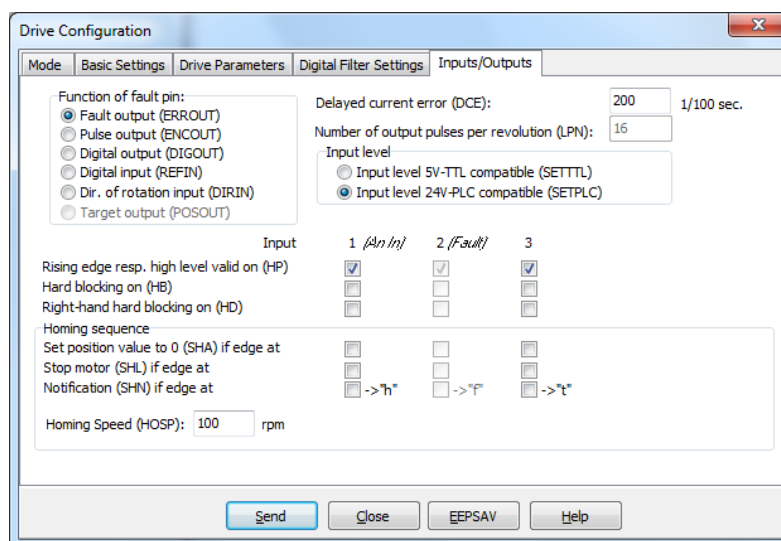 Drive Configuration
Mode Basic Settings Drive Parameters Digital Filter Settings Inputs/Outputs
Function of fault pin:
Fault output (ERROUT)
Pulse output (ENCOUT)
Digital output (DIGOUT)
Digital input (REFIN)
Dir. of rotation input (DIRIN)
Target output (POSOUT)
Delayed current error (DCE): 200 1/100 sec.
Number of output pulses per revolution (LPN): 16
Input level
Input level 5V-TTL compatible (SETTTL)
Input level 24V-PLC compatible (SETPLC)
Input 1 (An In) 2 (Fault) 3
Rising edge resp. high level valid on (HP)
Hard blocking on (HB)
Right-hand hard blocking on (HD)
Homing sequence
Set position value to 0 (SHA) if edge at
Stop motor (SHL) if edge at
Notification (SHN) if edge at ->"h" ->"f" ->"t"
Homing Speed (HOSP): 100 rpm
Send Close EEPSAV Help